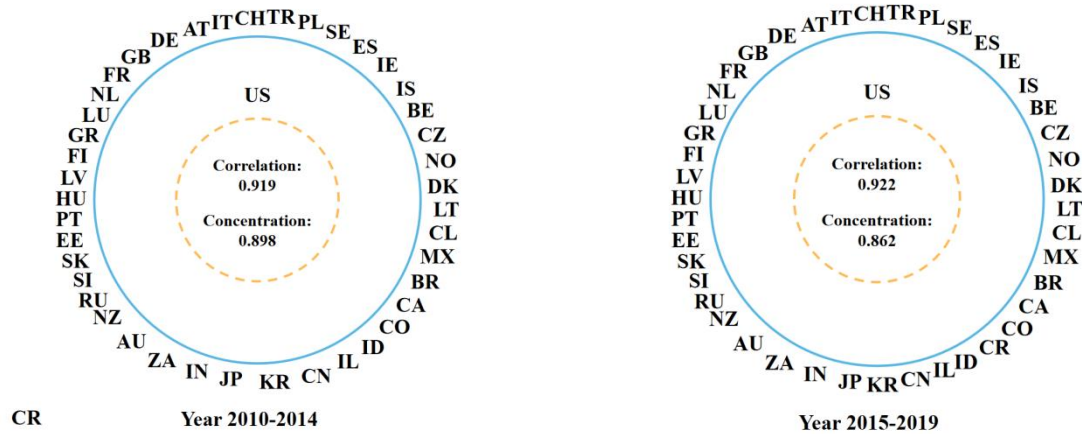 AT IT CH TR PL SE ES IE IS BE CZ NO DK LT CL MX BR CA CO ID IL CN KR JP IN ZA AU NZ RU SI SK EE PT HU LV FI GR LU NL FR GB DE
US
Correlation:
0.919
Concentration:
0.898
CR
Year 2010-2014
AT IT CH TR PL SE ES IE IS BE CZ NO DK LT CL MX BR CA CO CR ID IL CN KR JP IN ZA AU NZ RU SI SK EE PT HU LV FI GR LU NL FR GB DE
US
Correlation:
0.922
Concentration:
0.862
Year 2015-2019